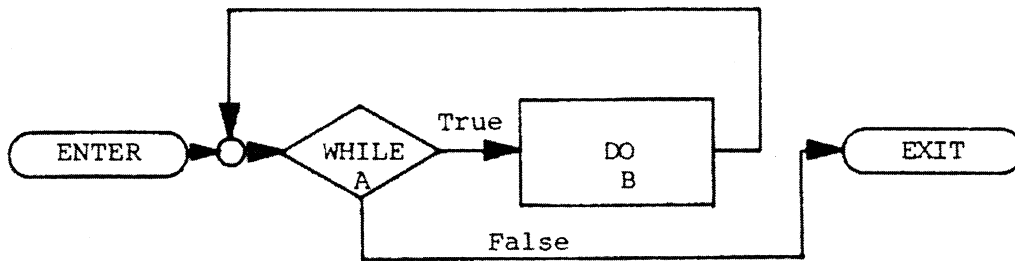 ENTER
WHILE
A
True
DO
B
False
EXIT